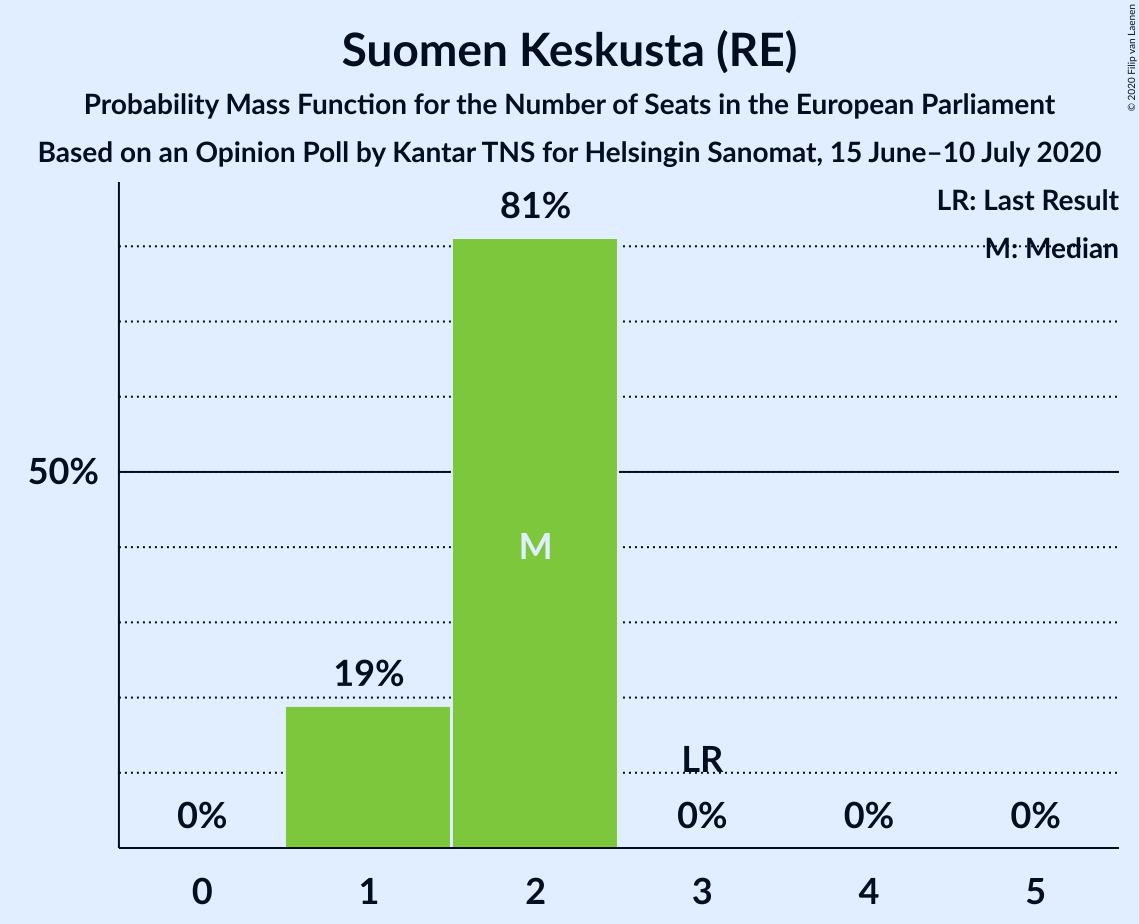 Suomen Keskusta (RE)
Probability Mass Function for the Number of Seats in the European Parliament
Based on an Opinion Poll by Kantar TNS for Helsingin Sanomat, 15 June–10 July 2020
© 2020 Filip van Laenen
LR: Last Result
M: Median
81%
50%
M
19%
LR
0%
0%
0%
0%
0
1
2
3
4
5